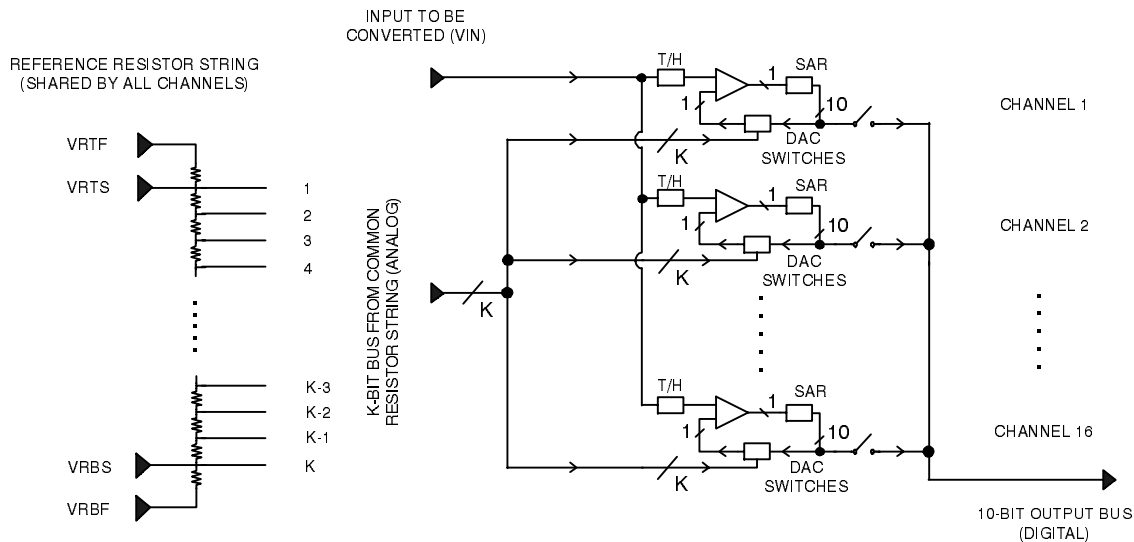 INPUT TO BE
CONVERTED (VIN)
REFERENCE RESISTOR STRING
(SHARED BY ALL CHANNELS)
VRTF
VRTS
1
2
3
4
K-3
K-2
K-1
K
VRBS
VRBF
K-BIT BUS FROM COMMON
RESISTOR STRING (ANALOG)
K
T/H
1
SAR
1
10
K
DAC
SWITCHES
CHANNEL 1
T/H
1
SAR
1
10
K
DAC
SWITCHES
CHANNEL 2
T/H
1
SAR
1
10
K
DAC
SWITCHES
CHANNEL 16
10-BIT OUTPUT BUS
(DIGITAL)